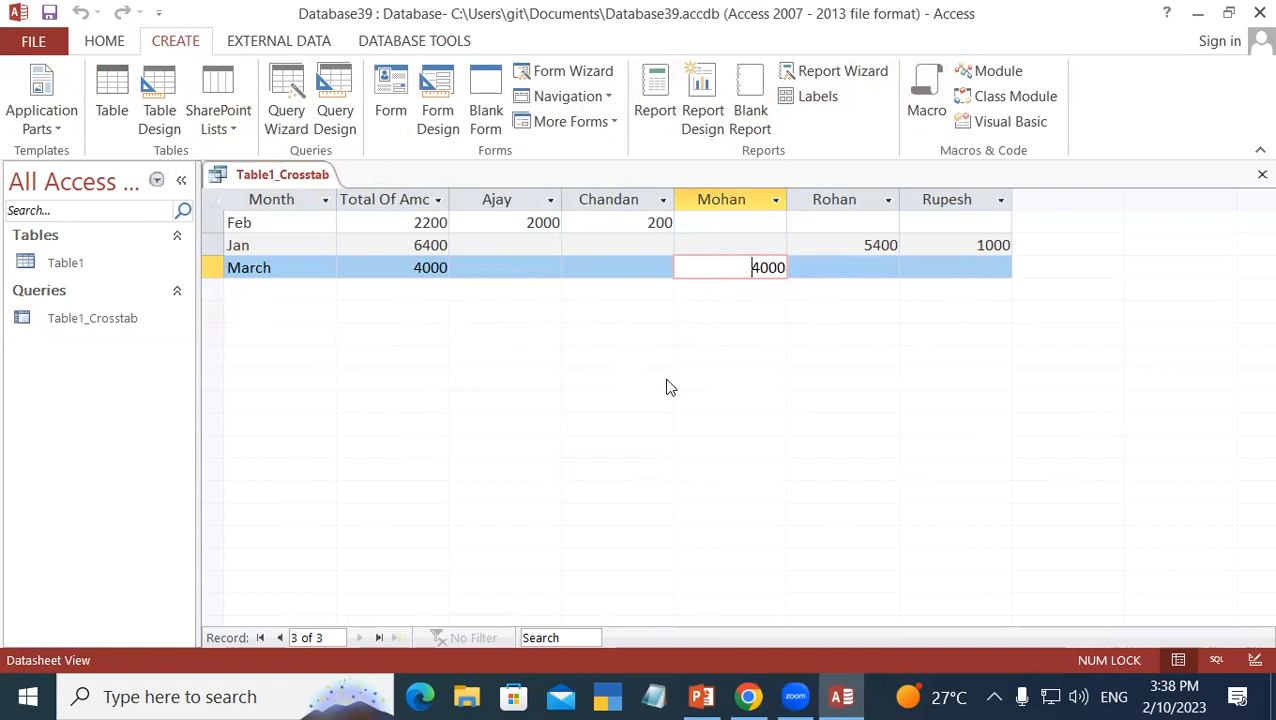 Database39 : Database- C:\Users\git\Documents\Database39.accdb (Access 2007 - 2013 file format) - Access
?
FILE HOME CREATE EXTERNAL DATA DATABASE TOOLS Sign in
Application Parts
Templates
Table
Table Design
SharePoint Lists
Tables
Query Wizard
Query Design
Queries
Form
Form Design
Blank Form
Form Wizard
Navigation
More Forms
Forms
Report
Report Design
Blank Report
Report Wizard
Labels
Reports
Macro
Module
Class Module
Visual Basic
Macros & Code
All Access ...
Search...
Tables
Table1
Queries
Table1_Crosstab
Table1_Crosstab
Month Total Of Amc Ajay Chandan Mohan Rohan Rupesh
Feb 2200 2000 200
Jan 6400 5400 1000
March 4000 4000
Record: 3 of 3 No Filter Search
Datasheet View NUM LOCK SQL
Type here to search
zoom
27°C ENG
3:38 PM
2/10/2023